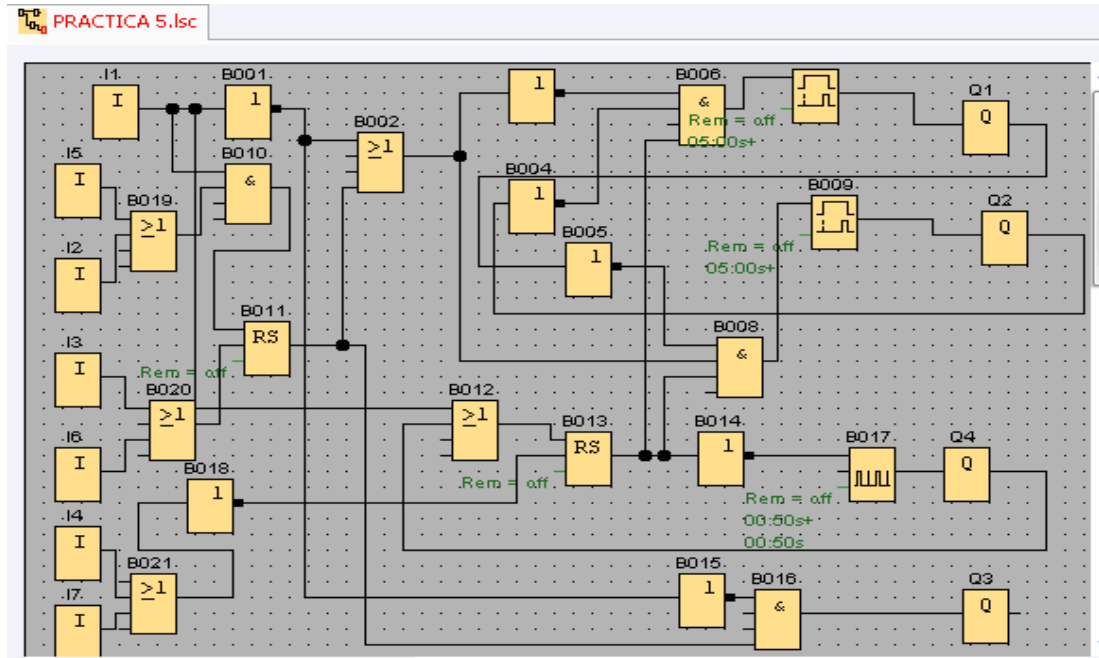 PRACTICA 5.lsc
I1
I
B001
1
1
B006
&
Rem = off
05:00s+
Q1
Q
B002
≥1
I5
I
B010
&
B004
1
B009
Rem = off
05:00s+
Q2
Q
B019
≥1
B005
1
I2
I
B011
RS
Rem = off
B008
&
I3
I
B020
≥1
B012
≥1
B013
RS
Rem = off
B014
1
B017
Rem = off
00:50s+
00:50s
Q4
Q
I6
I
B018
1
I4
I
B021
≥1
B015
1
B016
&
Q3
Q
I7
I